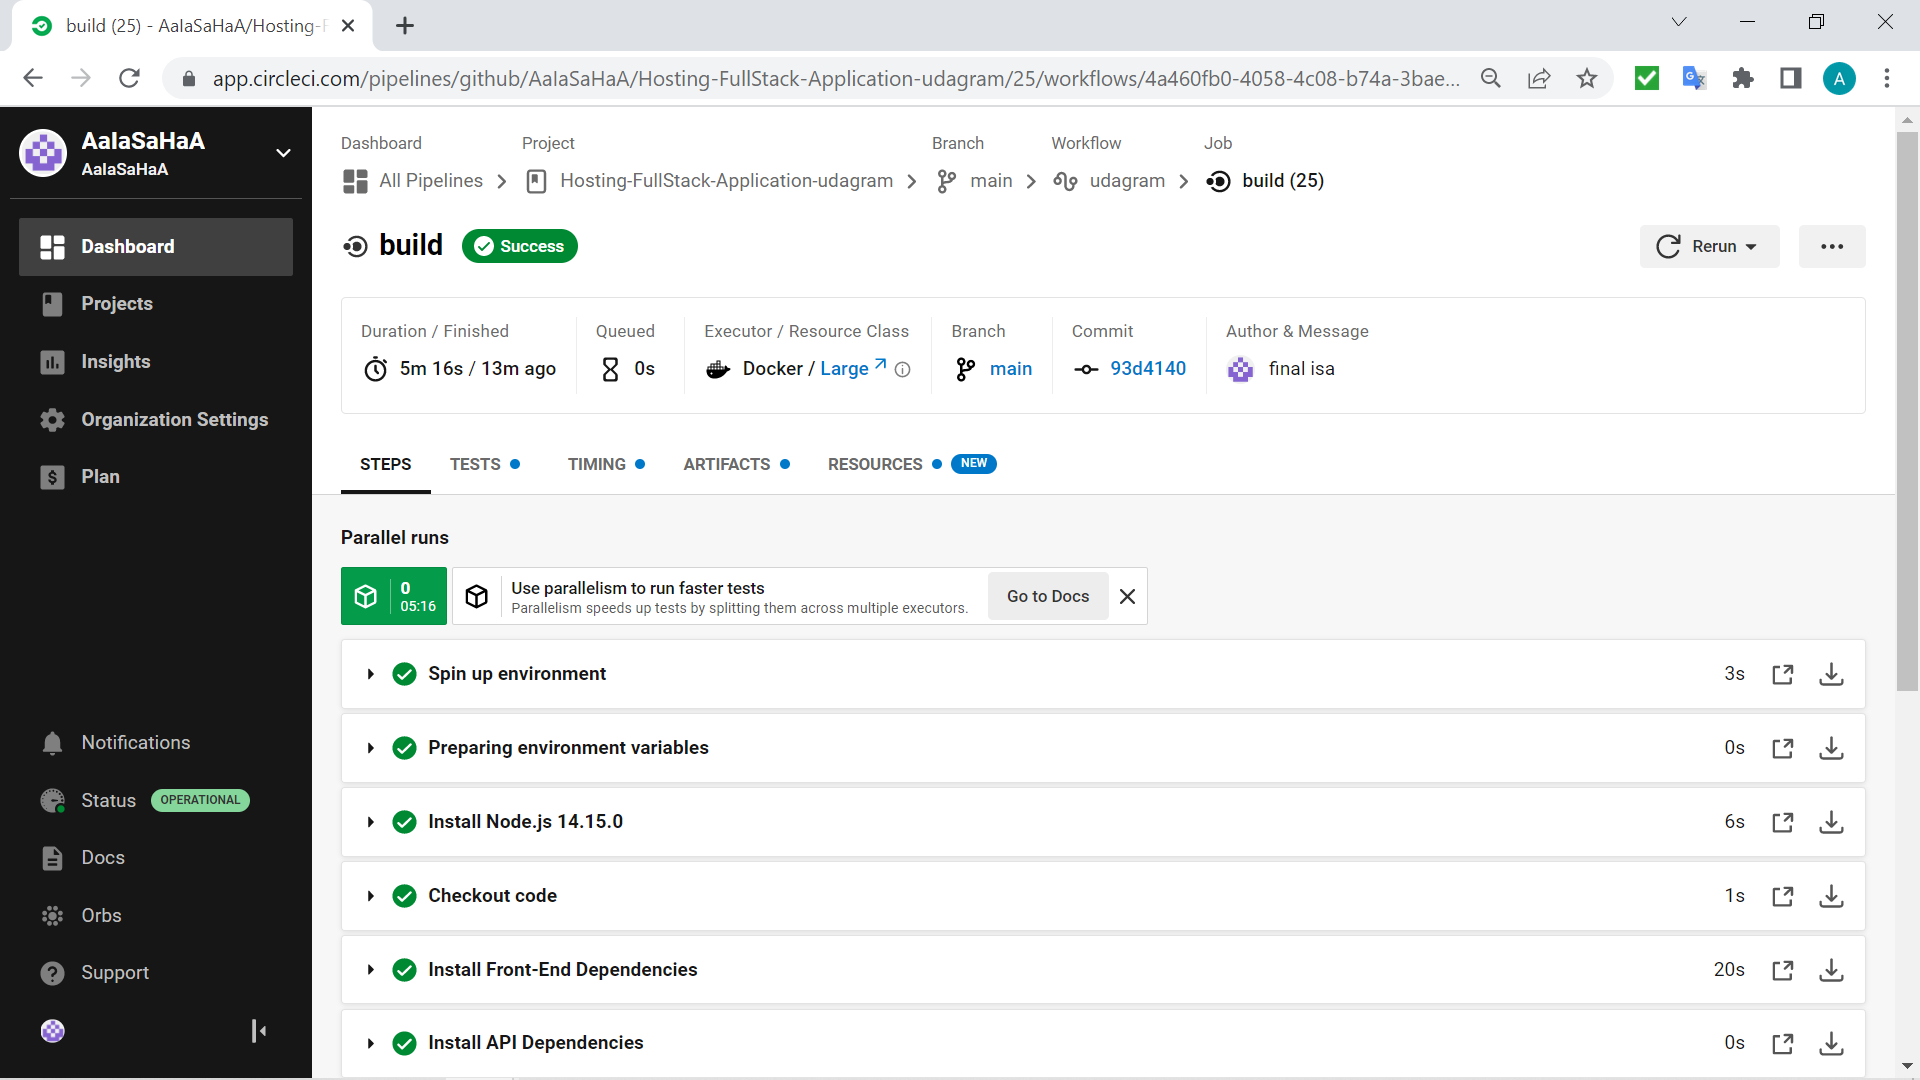 build (25) - AalaSaHaA/Hosting-F
app.circleci.com/pipelines/github/AalaSaHaA/Hosting-FullStack-Application-udagram/25/workflows/4a460fb0-4058-4c08-b74a-3bae...
A
AalaSaHaA
AalaSaHaA
Dashboard
Projects
Insights
Organization Settings
Plan
Notifications
Status OPERATIONAL
Docs
Orbs
Support
Dashboard Project Branch Workflow Job
All Pipelines Hosting-FullStack-Application-udagram main udagram build (25)
build Success
Rerun
Duration / Finished Queued Executor / Resource Class Branch Commit Author & Message
5m 16s / 13m ago 0s Docker / Large main 93d4140 final isa
STEPS TESTS TIMING ARTIFACTS RESOURCES NEW
Parallel runs
0
05:16
Use parallelism to run faster tests
Parallelism speeds up tests by splitting them across multiple executors.
Go to Docs
Spin up environment 3s
Preparing environment variables 0s
Install Node.js 14.15.0 6s
Checkout code 1s
Install Front-End Dependencies 20s
Install API Dependencies 0s